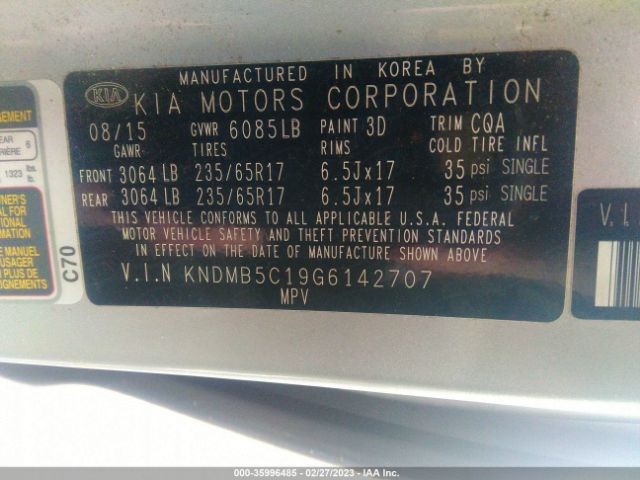 MANUFACTURED IN KOREA BY
KIA KIA MOTORS CORPORATION
08/15 GVWR 6085LB PAINT 3D TRIM CQA
GAWR TIRES RIMS COLD TIRE INFL
FRONT 3064 LB 235/65R17 6.5Jx17 35 psi SINGLE
REAR 3064 LB 235/65R17 6.5Jx17 35 psi SINGLE
THIS VEHICLE CONFORMS TO ALL APPLICABLE U.S.A. FEDERAL
MOTOR VEHICLE SAFETY AND THEFT PREVENTION STANDARDS
IN EFFECT ON THE DATE OF MANUFACTURE SHOWN ABOVE.
V.I.N KNDMB5C19G6142707
MPV
C70
1323 lbs.
MANUEL
V.I
000-35996485 - 02/27/2023 - IAA Inc.